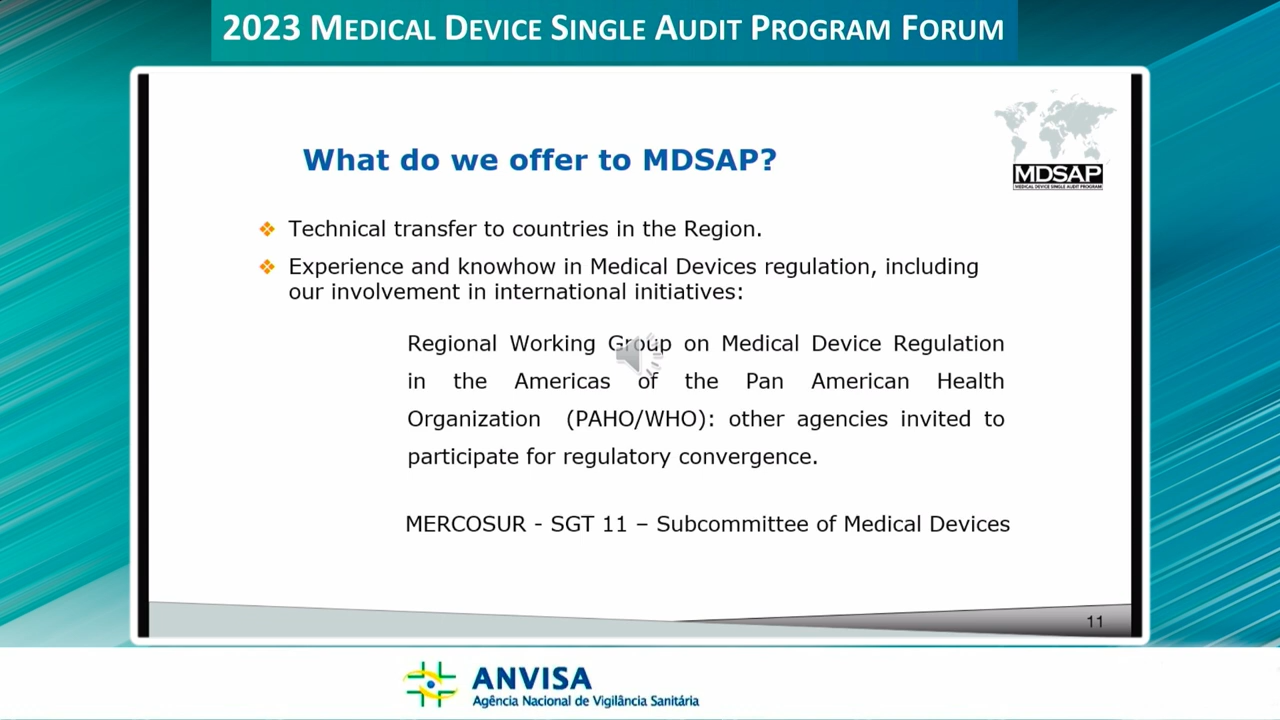 2023 MEDICAL DEVICE SINGLE AUDIT PROGRAM FORUM
MDSAP
MEDICAL DEVICE SINGLE AUDIT PROGRAM
What do we offer to MDSAP?
Technical transfer to countries in the Region.
Experience and knowhow in Medical Devices regulation, including
our involvement in international initiatives:
Regional Working Group on Medical Device Regulation
in the Americas of the Pan American Health
Organization (PAHO/WHO): other agencies invited to
participate for regulatory convergence.
MERCOSUR - SGT 11 – Subcommittee of Medical Devices
11
ANVISA
Agência Nacional de Vigilância Sanitária